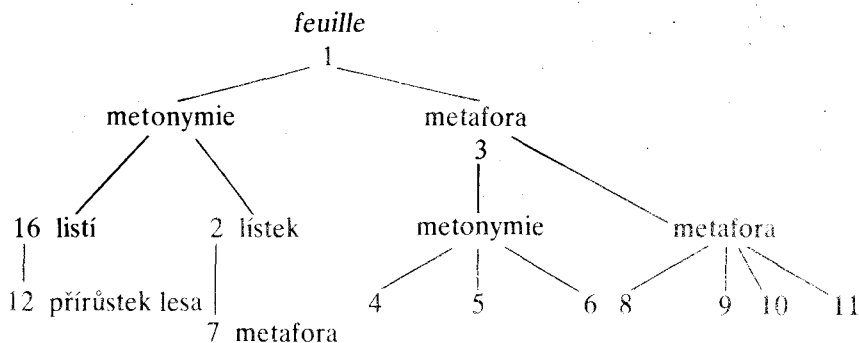 feuille
1
metonymie metafora
3
16 listí 2 lístek metonymie metafora
12 přírůstek lesa 4 5 6 8 9 10 11
7 metafora